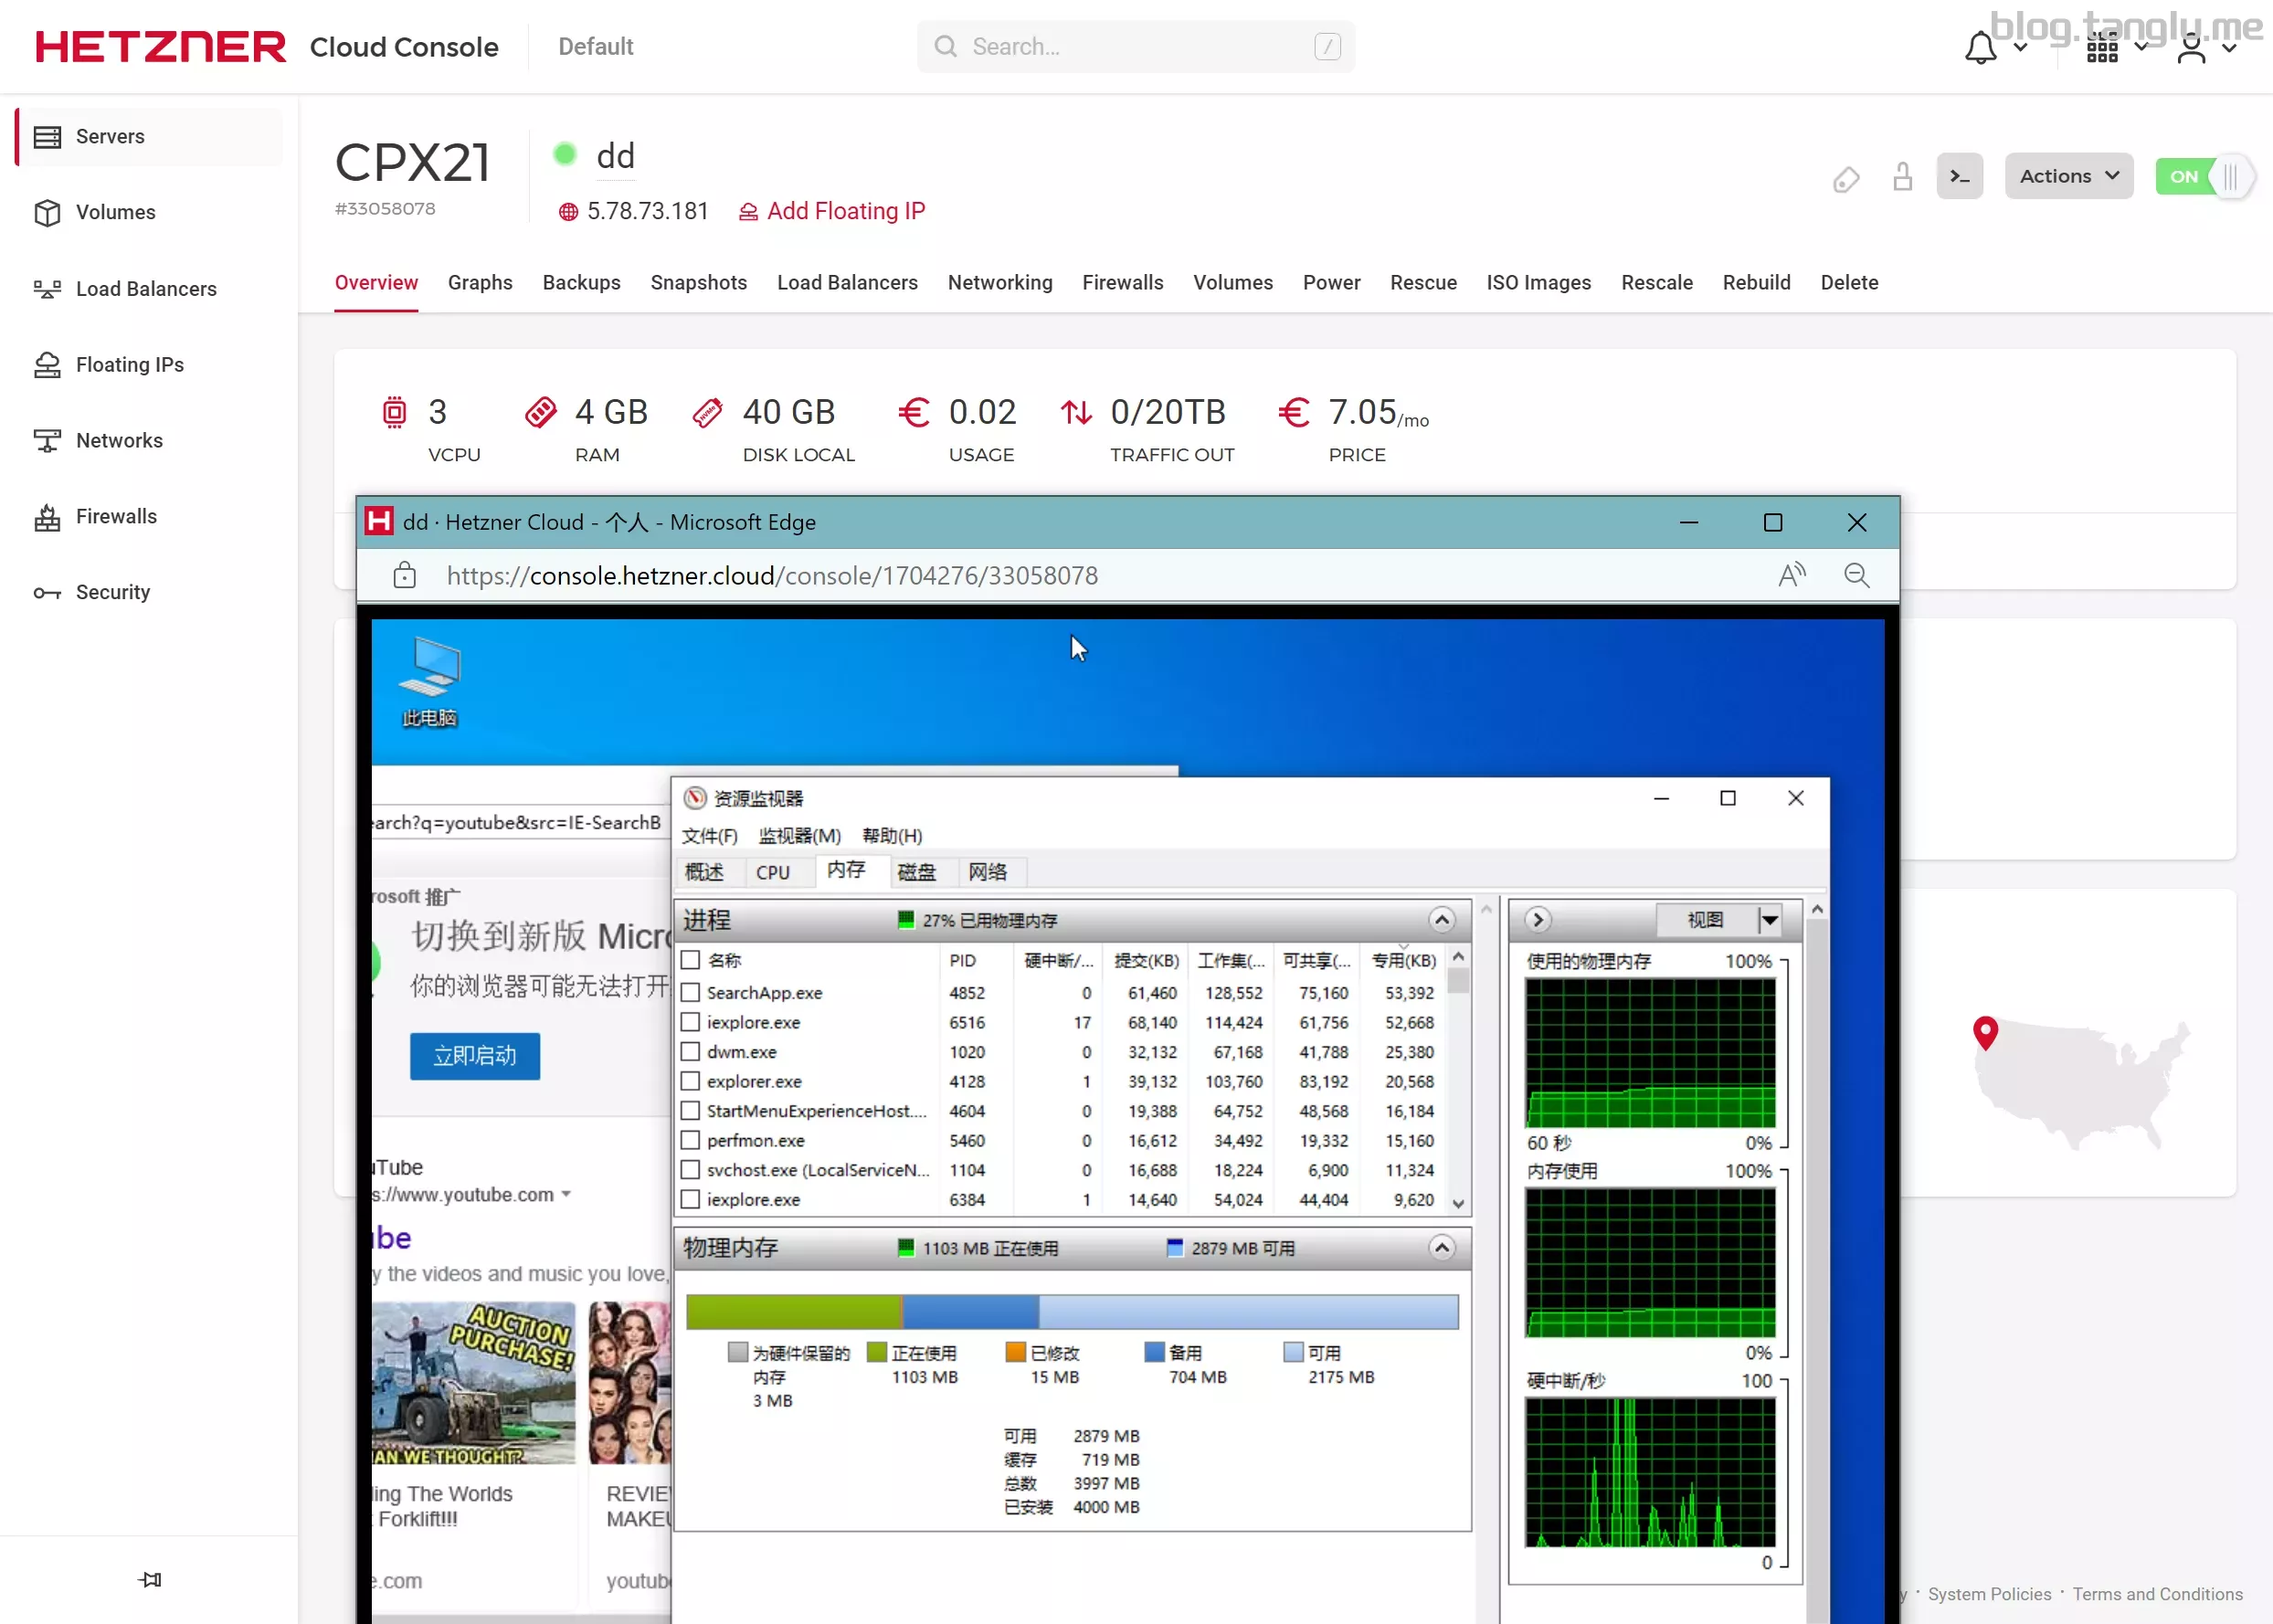 HETZNER Cloud Console Default Search... / blog.tanglu.me
Servers
Volumes
Load Balancers
Floating IPs
Networks
Firewalls
Security
CPX21
#33058078
dd
5.78.73.181 Add Floating IP
>_ Actions ON
Overview Graphs Backups Snapshots Load Balancers Networking Firewalls Volumes Power Rescue ISO Images Rescale Rebuild Delete
3 4 GB 40 GB € 0.02 0/20TB € 7.05/mo
VCPU RAM DISK LOCAL USAGE TRAFFIC OUT PRICE
H dd · Hetzner Cloud - 个人 - Microsoft Edge
https://console.hetzner.cloud/console/1704276/33058078
此电脑
earch?q=youtube&src=IE-SearchB
rosoft 推广
切换到新版 Micro
你的浏览器可能无法打开
立即启动
uTube
s://www.youtube.com
ube
y the videos and music you love,
AUCTION
PURCHASE!
AN WE THOUGHT?
ling The Worlds
t Forklift!!!
REVIE
MAKEU
e.com
youtub
资源监视器
文件(F) 监视器(M) 帮助(H)
概述 CPU 内存 磁盘 网络
进程 27% 已用物理内存
名称 PID 硬中断/... 提交(KB) 工作集(... 可共享(... 专用(KB)
SearchApp.exe 4852 0 61,460 128,552 75,160 53,392
iexplore.exe 6516 17 68,140 114,424 61,756 52,668
dwm.exe 1020 0 32,132 67,168 41,788 25,380
explorer.exe 4128 1 39,132 103,760 83,192 20,568
StartMenuExperienceHost.... 4604 0 19,388 64,752 48,568 16,184
perfmon.exe 5460 0 16,612 34,492 19,332 15,160
svchost.exe (LocalServiceN... 1104 0 16,688 18,224 6,900 11,324
iexplore.exe 6384 1 14,640 54,024 44,404 9,620
物理内存 1103 MB 正在使用 2879 MB 可用
为硬件保留的内存 3 MB
正在使用 1103 MB
已修改 15 MB
备用 704 MB
可用 2175 MB
可用 2879 MB
缓存 719 MB
总数 3997 MB
已安装 4000 MB
视图
使用的物理内存 100%
60 秒 0%
内存使用 100%
0%
硬中断/秒 100
0
y · System Policies · Terms and Conditions